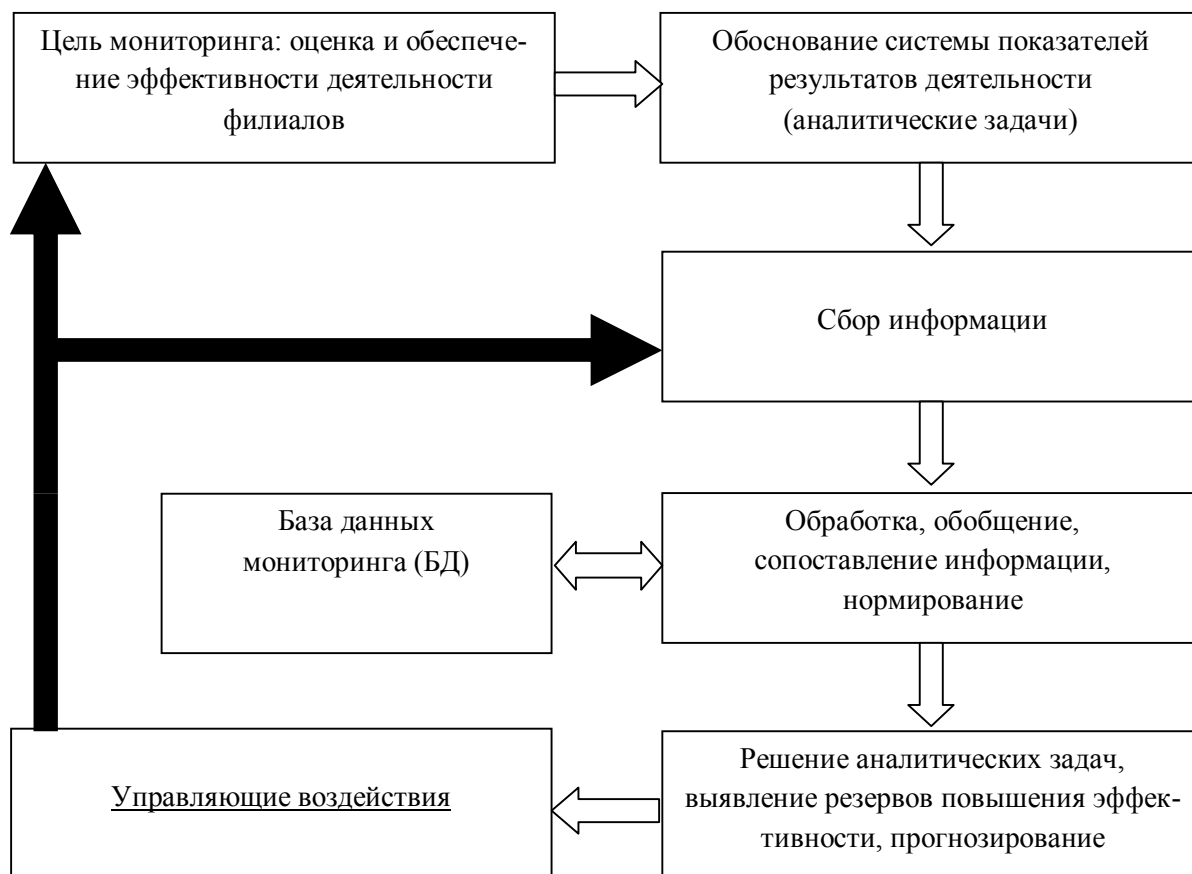 Цель мониторинга: оценка и обеспече-
ние эффективности деятельности
филиалов
Обоснование системы показателей
результатов деятельности
(аналитические задачи)
Сбор информации
База данных
мониторинга (БД)
Обработка, обобщение,
сопоставление информации,
нормирование
Управляющие воздействия
Решение аналитических задач,
выявление резервов повышения эффек-
тивности, прогнозирование